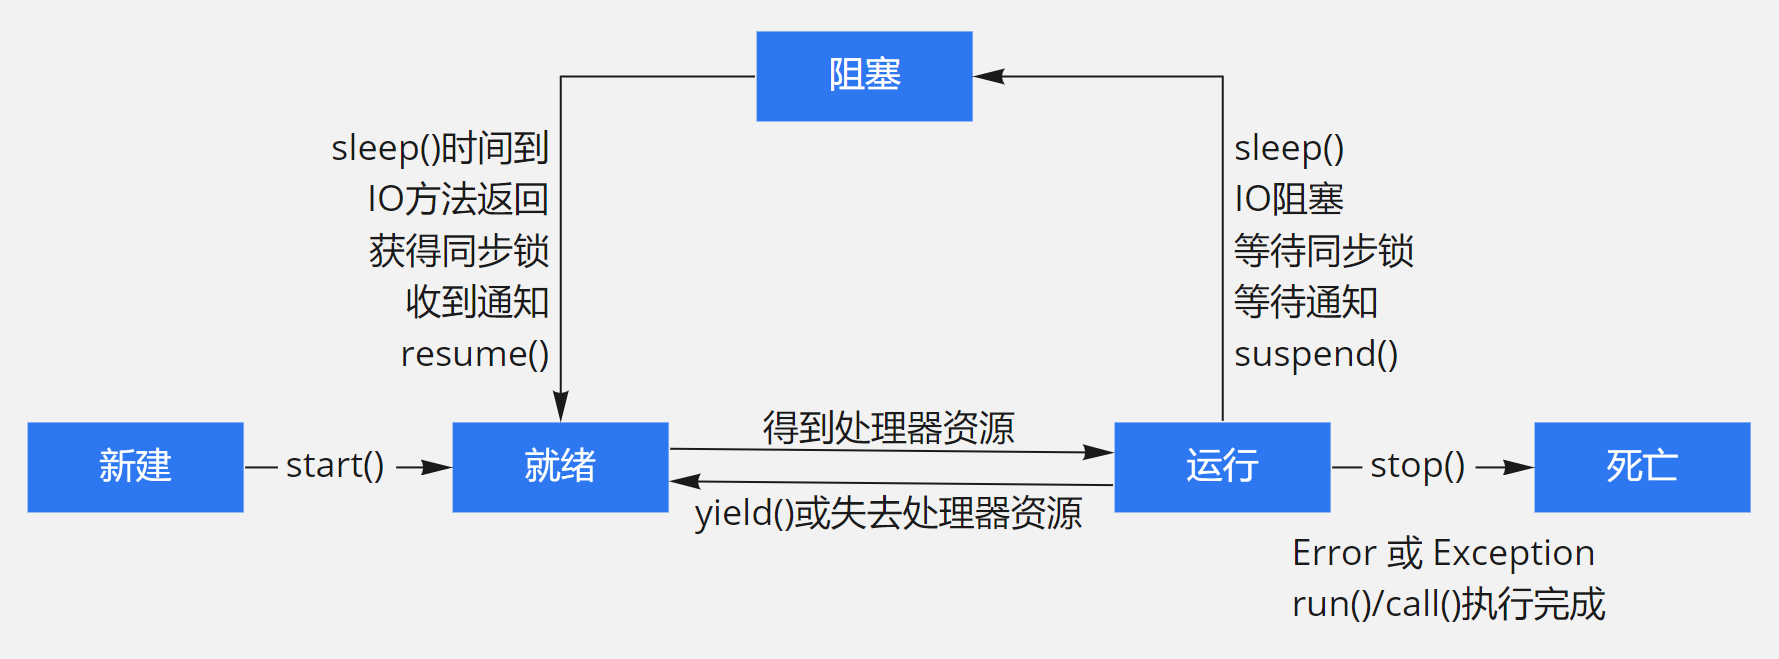 阻塞
sleep()时间到
IO方法返回
获得同步锁
收到通知
resume()
sleep()
IO阻塞
等待同步锁
等待通知
suspend()
新建
start()
就绪
得到处理器资源
yield()或失去处理器资源
运行
stop()
死亡
Error 或 Exception
run()/call()执行完成